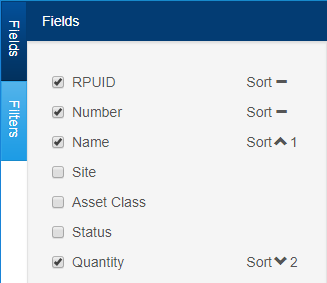 Fields
Fields
Filters
RPUID Sort
Number Sort
Name Sort 1
Site
Asset Class
Status
Quantity Sort 2